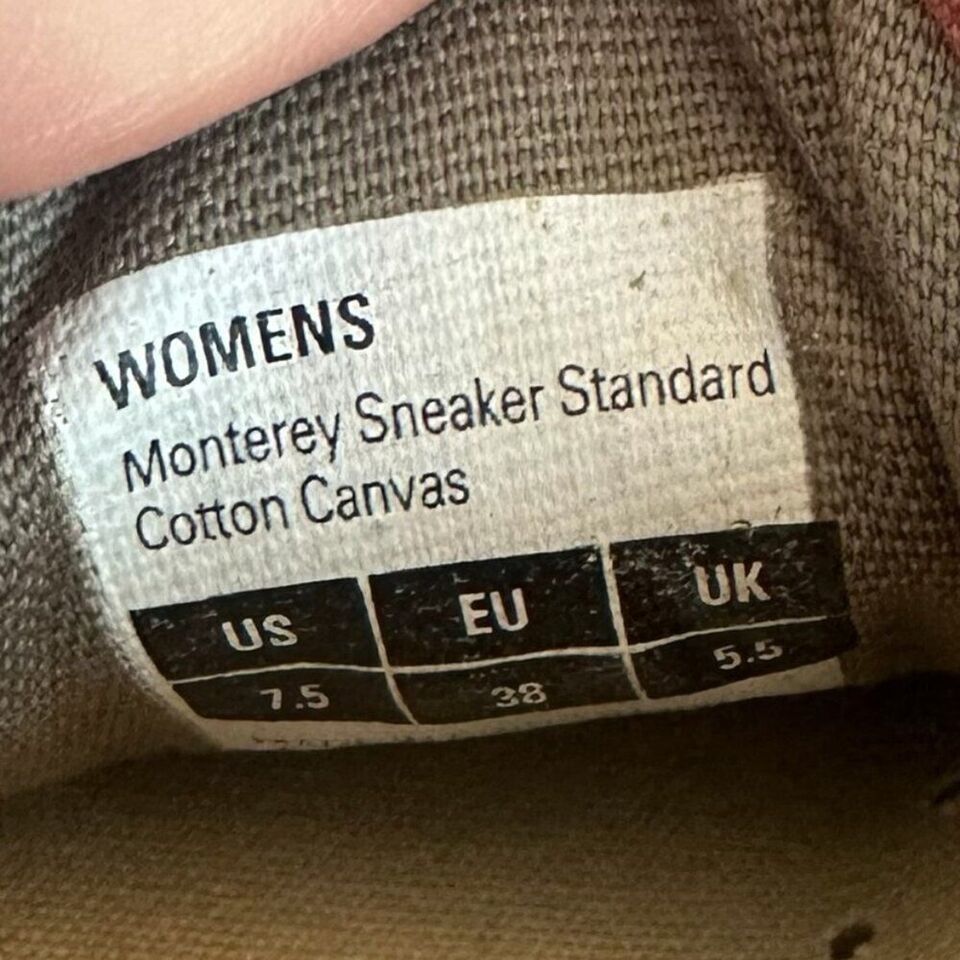 WOMENS
Monterey Sneaker Standard
Cotton Canvas
US EU UK
7.5 38 5.5